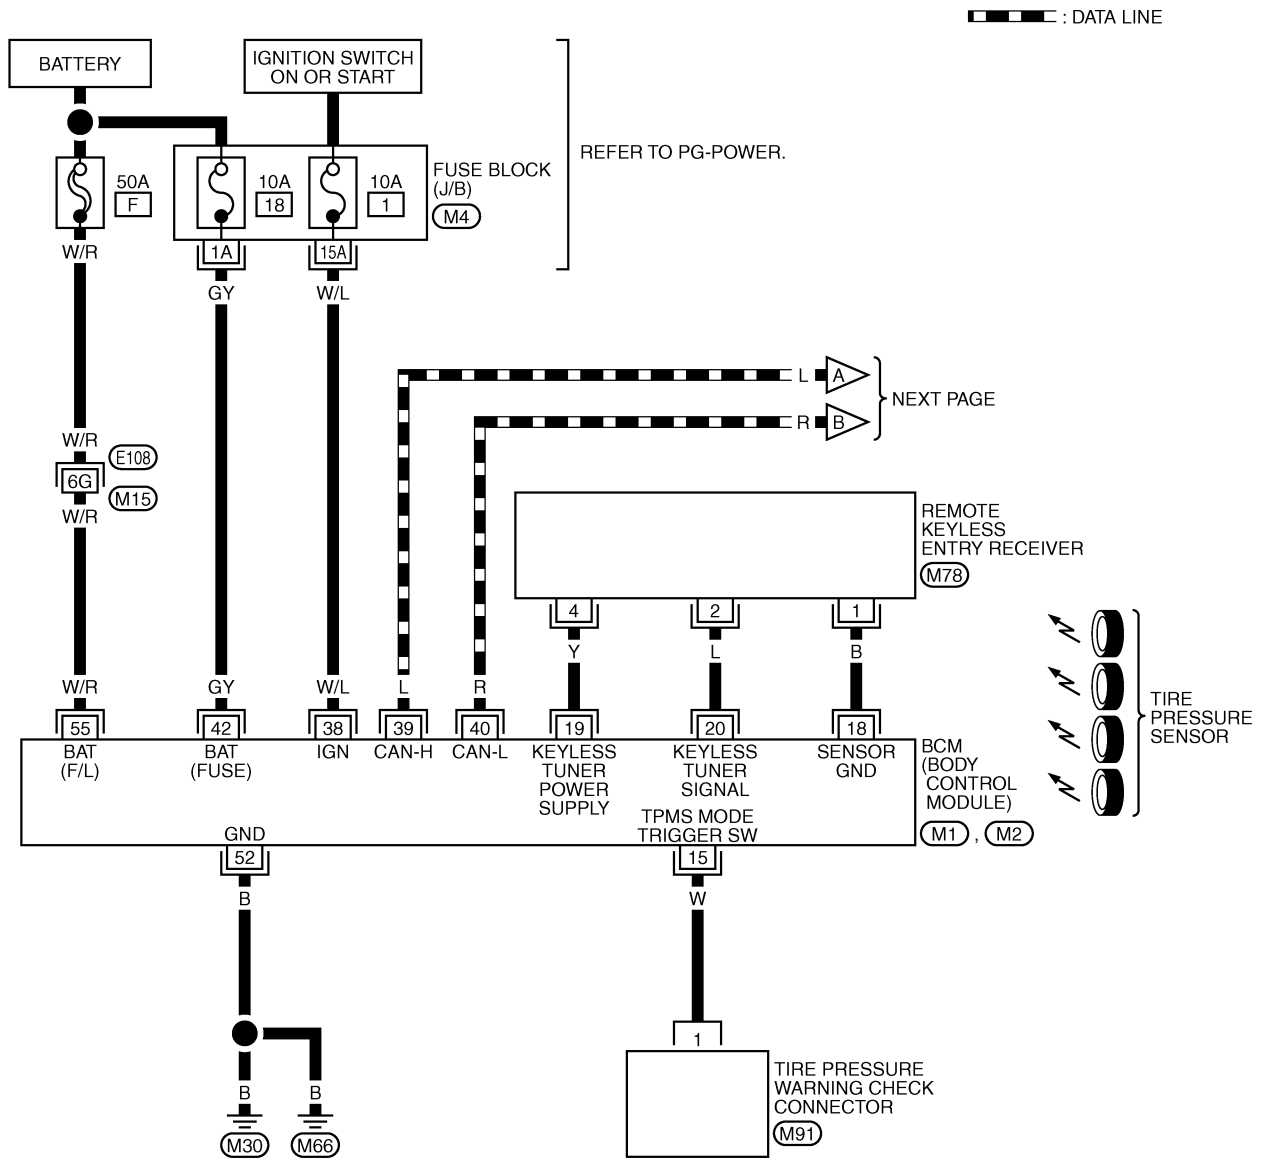 : DATA LINE
BATTERY
IGNITION SWITCH
ON OR START
REFER TO PG-POWER.
50A
F
10A
18
10A
1
FUSE BLOCK
(J/B)
M4
1A
15A
W/R
GY
W/L
L
A
R
B
NEXT PAGE
W/R
E108
6G
M15
W/R
REMOTE
KEYLESS
ENTRY RECEIVER
M78
4
2
1
Y
L
B
TIRE
PRESSURE
SENSOR
W/R
GY
W/L
L
R
55
42
38
39
40
19
20
18
BAT
(F/L)
BAT
(FUSE)
IGN
CAN-H
CAN-L
KEYLESS
TUNER
POWER
SUPPLY
KEYLESS
TUNER
SIGNAL
SENSOR
GND
BCM
(BODY
CONTROL
MODULE)
M1 , M2
GND
TPMS MODE
TRIGGER SW
52
15
B
W
B
B
M30
M66
1
TIRE PRESSURE
WARNING CHECK
CONNECTOR
M91